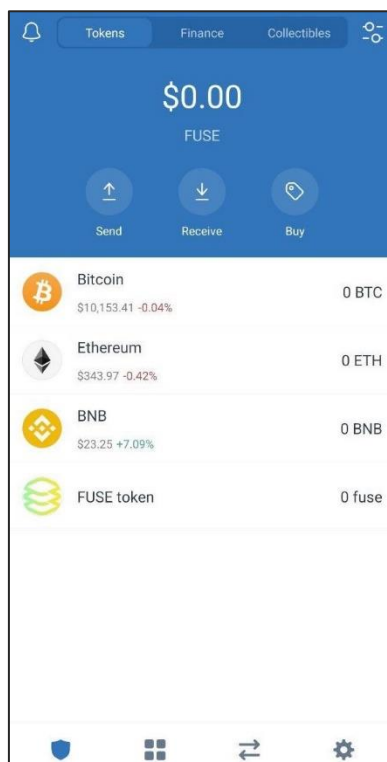 Tokens Finance Collectibles
$0.00
FUSE
Send Receive Buy
Bitcoin
0 BTC
$10,153.41 -0.04%
Ethereum
0 ETH
$343.97 -0.42%
BNB
0 BNB
$23.25 +7.09%
FUSE token 0 fuse